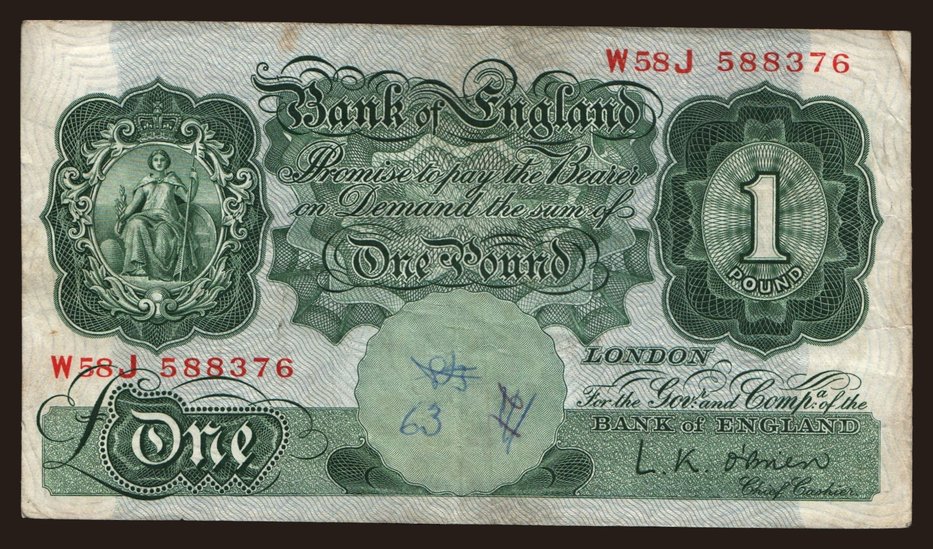 W58J 588376
Bank of England
Promise to pay the Bearer
on Demand the sum of
One Pound
1
POUND
W58J 588376
LONDON
For the Govr. and Compa. of the
BANK of ENGLAND
L.K. O'Brien
Chief Cashier.
£One
63